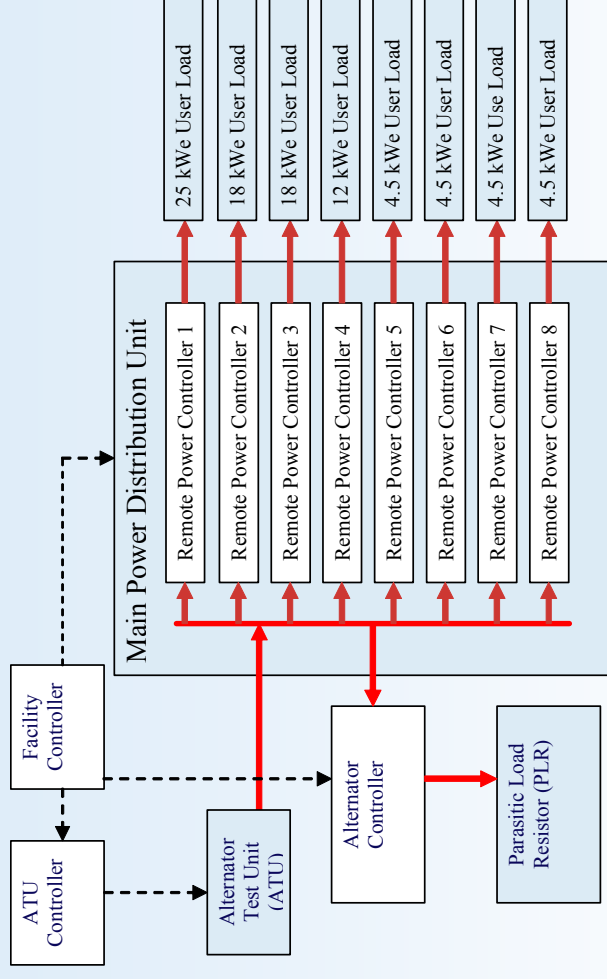 ATU
Controller
Facility
Controller
Alternator
Test Unit
(ATU)
Alternator
Controller
Parasitic Load
Resistor (PLR)
Main Power Distribution Unit
Remote Power Controller 1
Remote Power Controller 2
Remote Power Controller 3
Remote Power Controller 4
Remote Power Controller 5
Remote Power Controller 6
Remote Power Controller 7
Remote Power Controller 8
25 kWe User Load
18 kWe User Load
18 kWe User Load
12 kWe User Load
4.5 kWe User Load
4.5 kWe User Load
4.5 kWe Use Load
4.5 kWe User Load